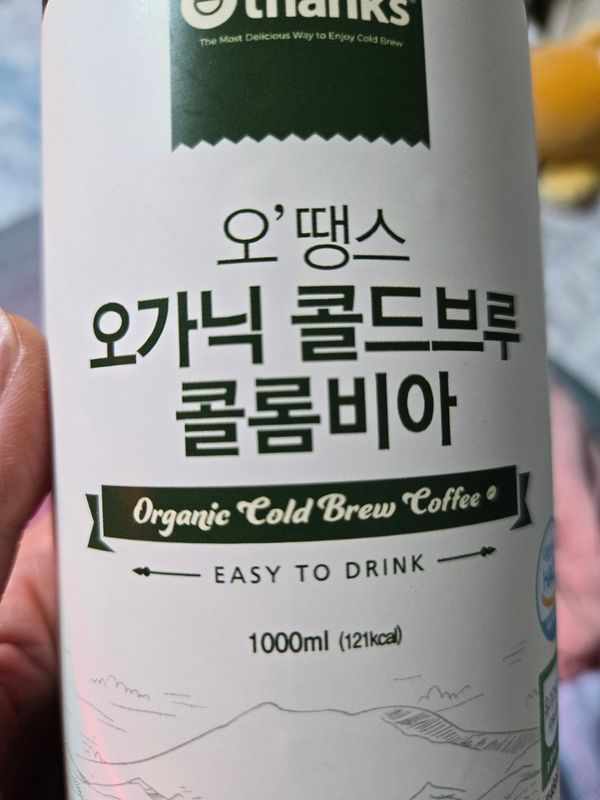 thanks
The Most Delicious Way to Enjoy Cold Brew
오'땡스
오가닉 콜드브루
콜롬비아
Organic Cold Brew Coffee
EASY TO DRINK
1000ml (121kcal)